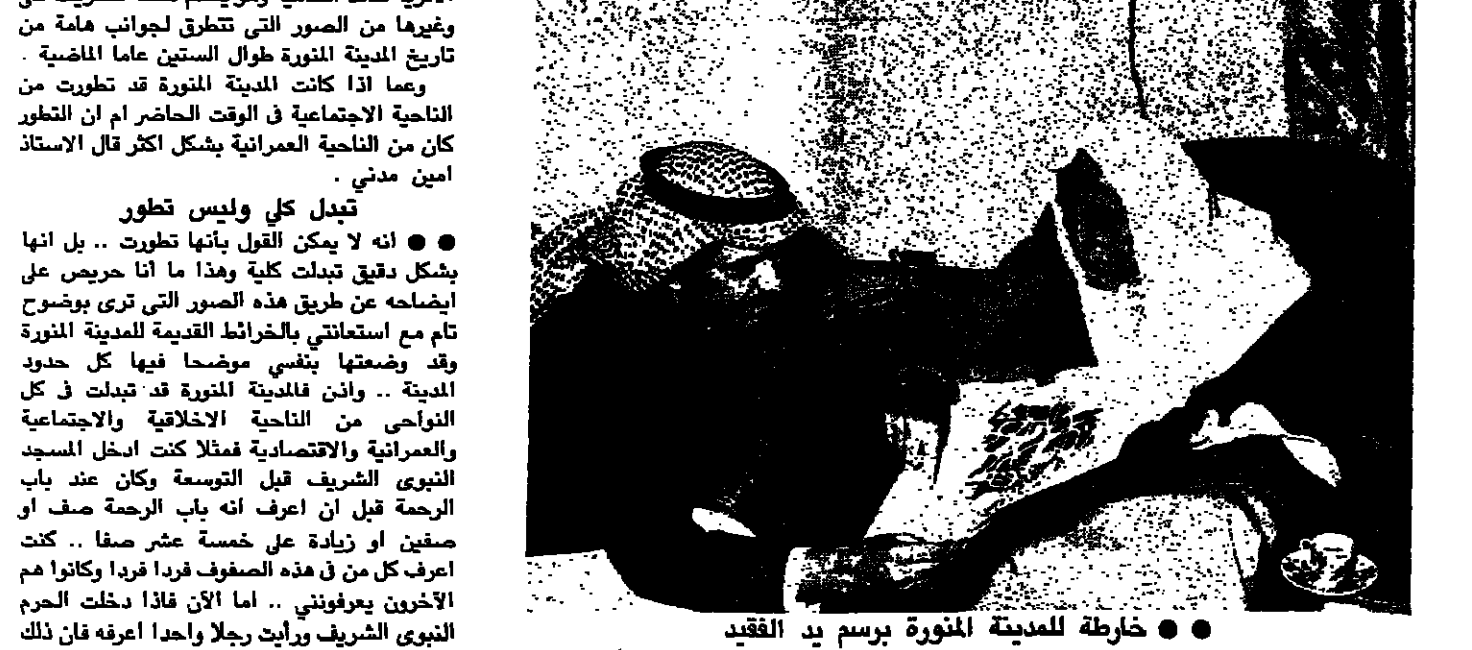 وغيرها من الصور التى تتطرق لجوانب هامة من
تاريخ المدينة المنورة طوال الستين عاما الماضية .
وعما اذا كانت المدينة المنورة قد تطورت من
الناحية الاجتماعية فى الوقت الحاضر ام ان التطور
كان من الناحية العمرانية بشكل اكثر قال الاستاذ
امين مدني .
تبدل كلي وليس تطور
● ● انه لا يمكن القول بأنها تطورت .. بل انها
بشكل دقيق تبدلت كلية وهذا ما أنا حريص على
ايضاحه عن طريق هذه الصور التى ترى بوضوح
تام مع استعانتي بالخرائط القديمة للمدينة المنورة
وقد وضعتها بنفسي موضحا فيها كل حدود
المدينة .. واذن فالمدينة المنورة قد تبدلت فى كل
النواحى من الناحية الاخلاقية والاجتماعية
والعمرانية والاقتصادية فمثلا كنت ادخل المسجد
النبوى الشريف قبل التوسعة وكان عند باب
الرحمة قبل ان اعرف انه باب الرحمة صف او
صفين او زيادة على خمسة عشر صفا .. كنت
اعرف كل من فى هذه الصفوف فردا فردا وكانوا هم
الآخرون يعرفونني .. اما الآن فاذا دخلت الحرم
النبوى الشريف ورأيت رجلا واحدا اعرفه فان ذلك
● ● خارطة للمدينة المنورة برسم يد الفقيد